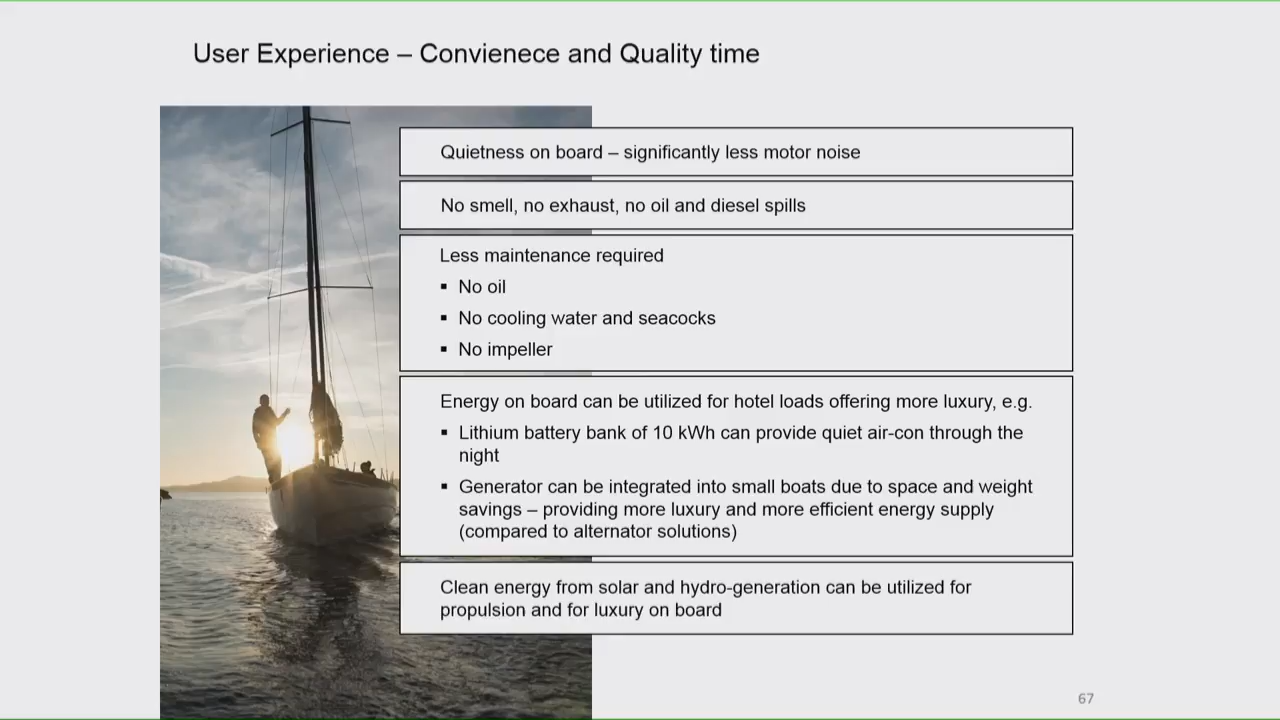 User Experience – Convienece and Quality time
Quietness on board – significantly less motor noise
No smell, no exhaust, no oil and diesel spills
Less maintenance required
▪ No oil
▪ No cooling water and seacocks
▪ No impeller
Energy on board can be utilized for hotel loads offering more luxury, e.g.
▪ Lithium battery bank of 10 kWh can provide quiet air-con through the
night
▪ Generator can be integrated into small boats due to space and weight
savings – providing more luxury and more efficient energy supply
(compared to alternator solutions)
Clean energy from solar and hydro-generation can be utilized for
propulsion and for luxury on board
67